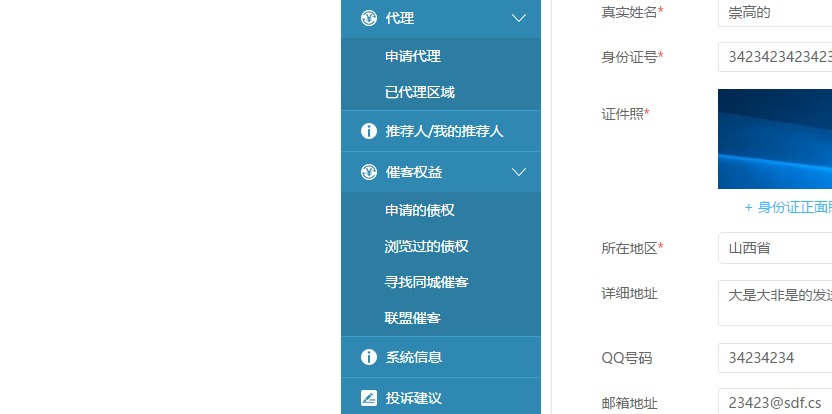 代理
申请代理
已代理区域
推荐人/我的推荐人
催客权益
申请的债权
浏览过的债权
寻找同城催客
联盟催客
系统信息
投诉建议
真实姓名*
崇高的
身份证号*
3423423423423
证件照*
+ 身份证正面照
所在地区*
山西省
详细地址
大是大非是的发送
QQ号码
34234234
邮箱地址
23423@sdf.cs